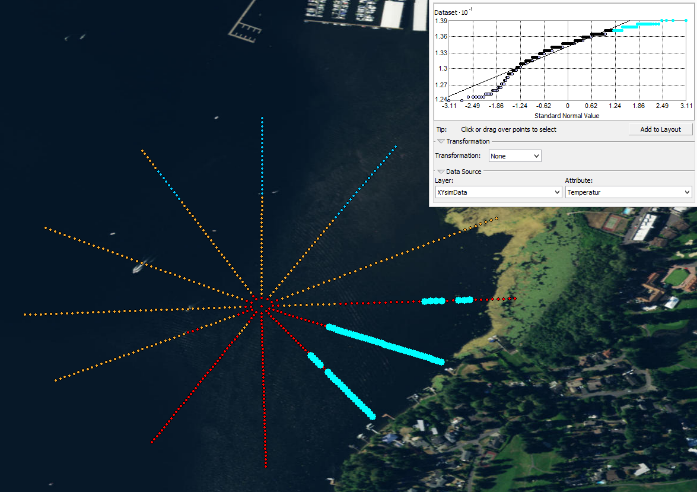 Dataset · 10⁻¹
1.39
1.36
1.33
1.3
1.27
1.24
-3.11 -2.49 -1.86 -1.24 -0.62 0 0.62 1.24 1.86 2.49 3.11
Standard Normal Value
Tip: Click or drag over points to select Add to Layout
Transformation
Transformation: None
Data Source
Layer: Attribute:
XYsimData Temperatur